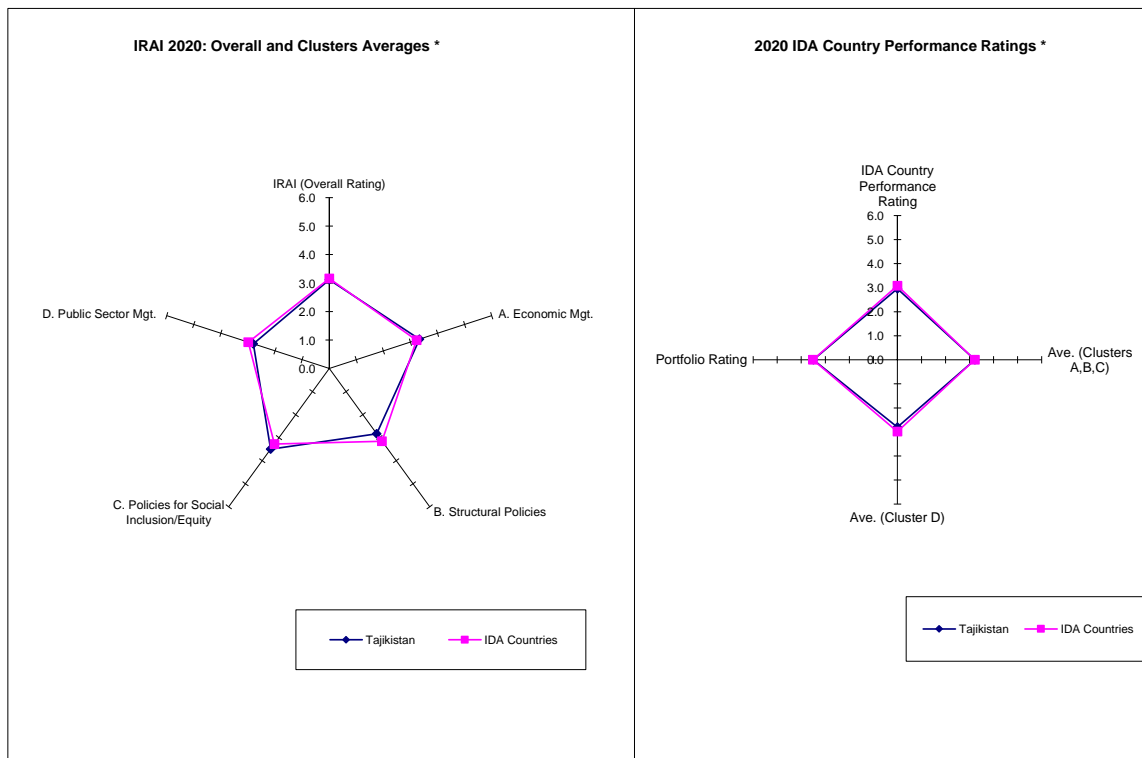 IRAI 2020: Overall and Clusters Averages *
IRAI (Overall Rating)
6.0
5.0
4.0
3.0
2.0
1.0
0.0
A. Economic Mgt.
B. Structural Policies
C. Policies for Social
Inclusion/Equity
D. Public Sector Mgt.
Tajikistan
IDA Countries
2020 IDA Country Performance Ratings *
IDA Country
Performance
Rating
6.0
5.0
4.0
3.0
2.0
1.0
0.0
Ave. (Clusters
A,B,C)
Ave. (Cluster D)
Portfolio Rating
Tajikistan
IDA Countries